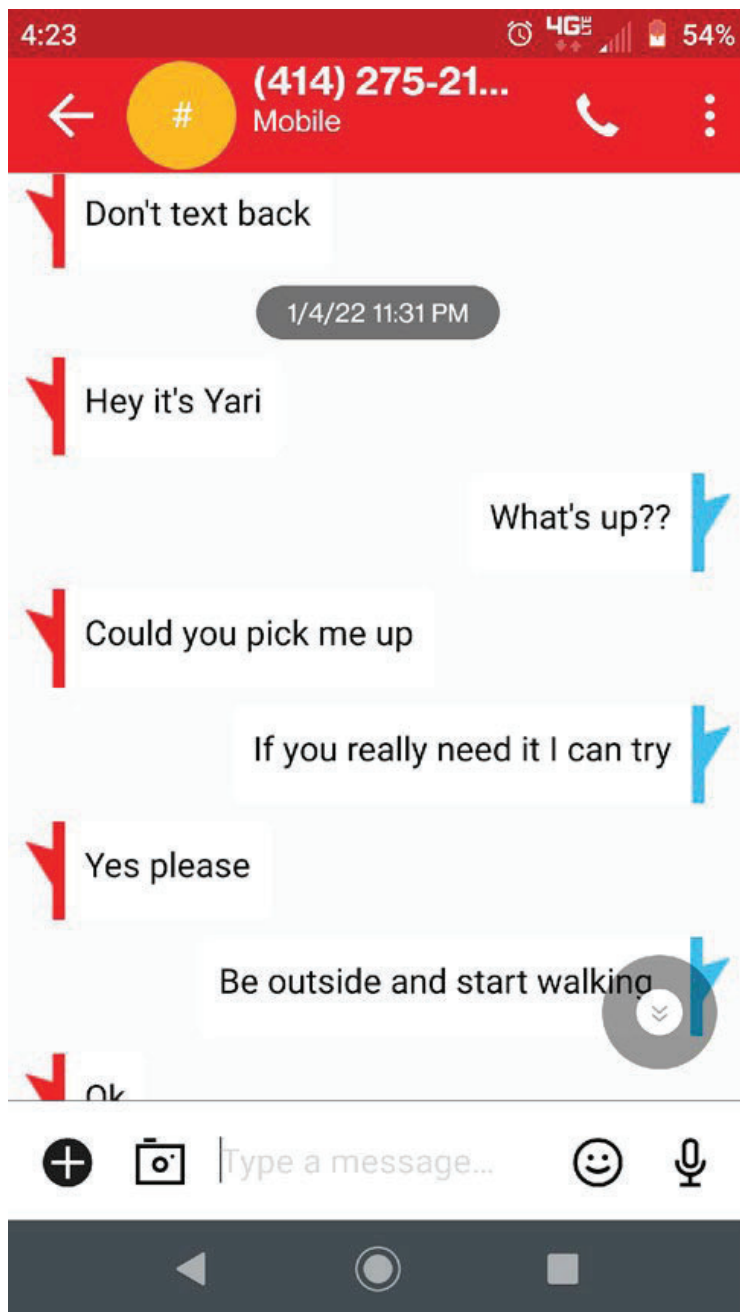 4:23 4G LTE 54%
(414) 275-21...
# Mobile
Don't text back
1/4/22 11:31 PM
Hey it's Yari
What's up??
Could you pick me up
If you really need it I can try
Yes please
Be outside and start walking
Ok
Type a message...